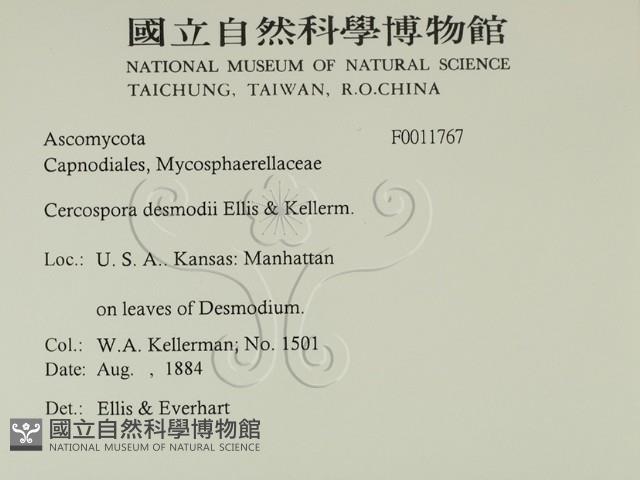 國立自然科學博物館
NATIONAL MUSEUM OF NATURAL SCIENCE
TAICHUNG, TAIWAN, R.O.CHINA
Ascomycota F0011767
Capnodiales, Mycosphaerellaceae
Cercospora desmodii Ellis & Kellerm.
Loc.: U. S. A.. Kansas: Manhattan
on leaves of Desmodium.
Col.: W.A. Kellerman; No. 1501
Date: Aug. , 1884
Det.: Ellis & Everhart
國立自然科學博物館
NATIONAL MUSEUM OF NATURAL SCIENCE